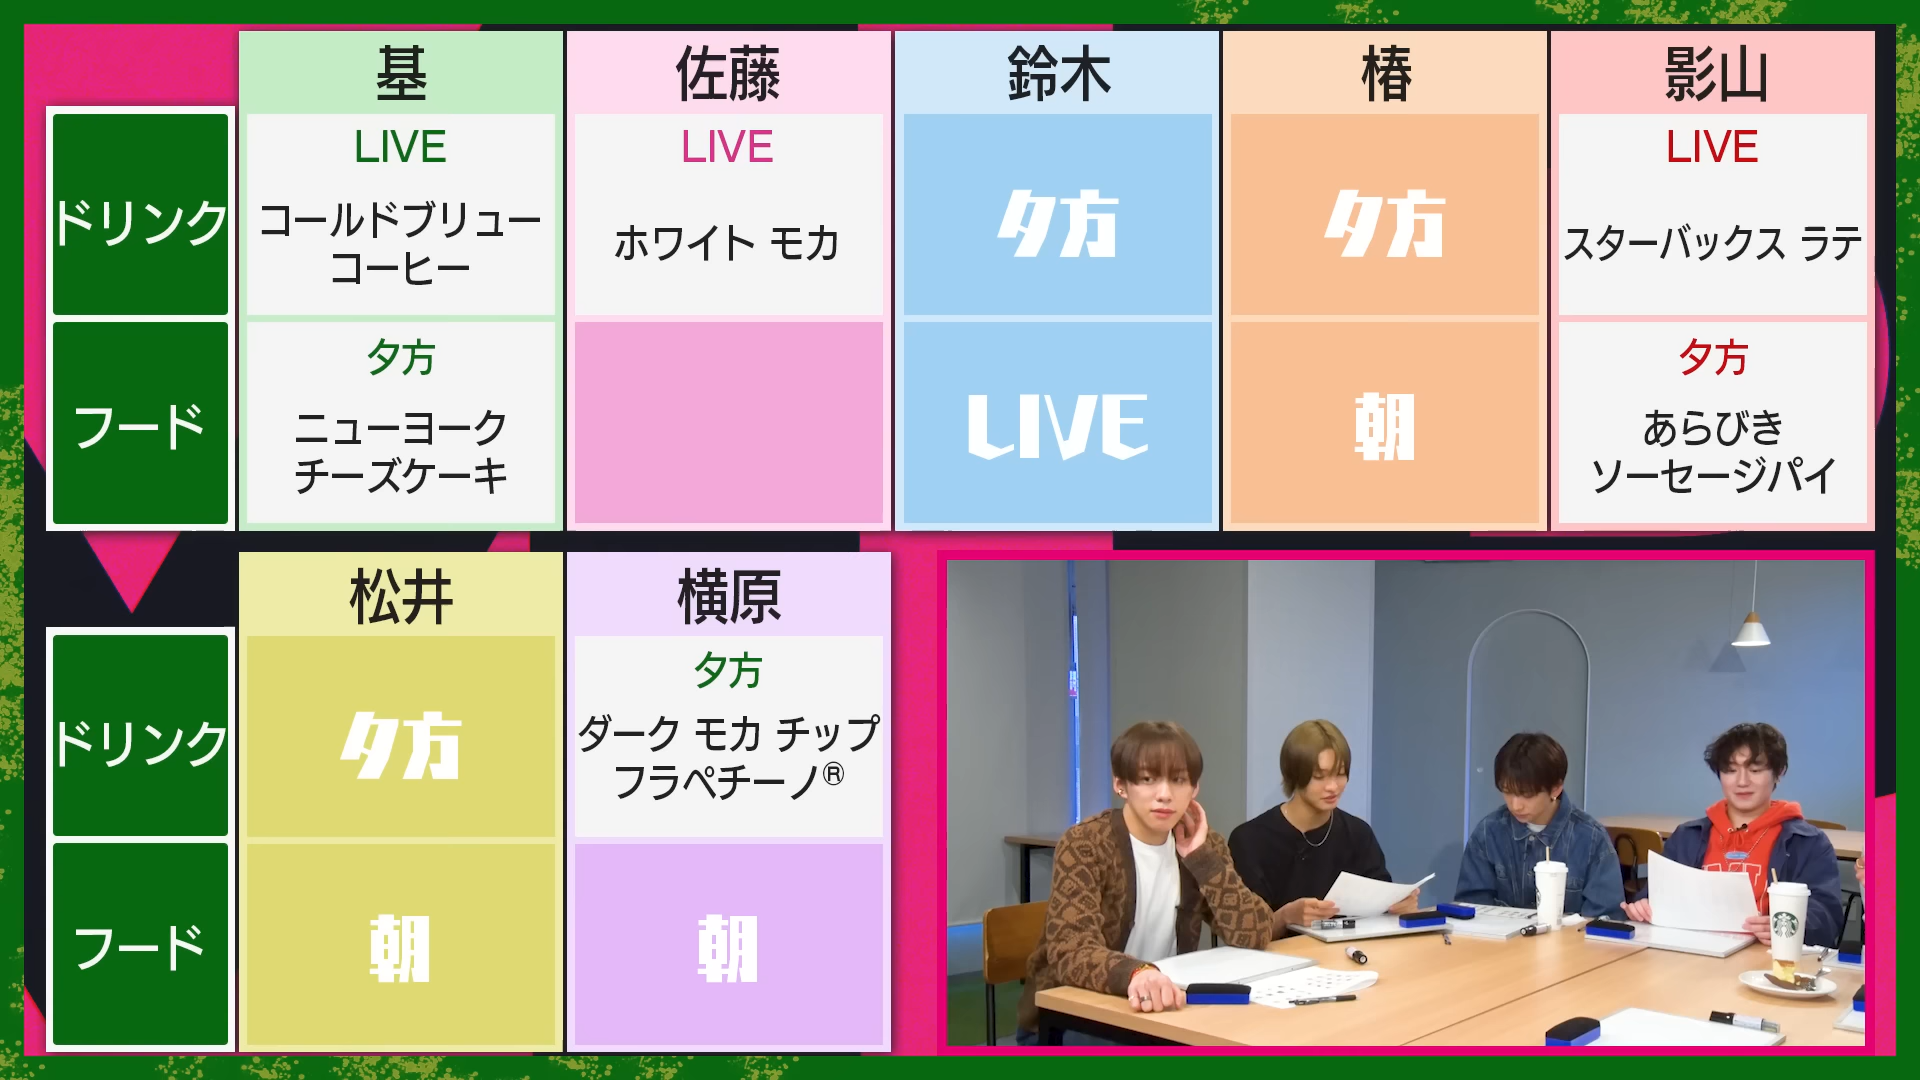 基
佐藤
鈴木
椿
影山
ドリンク
LIVE
コールドブリュー
コーヒー
LIVE
ホワイト モカ
夕方
夕方
LIVE
スターバックス ラテ
フード
夕方
ニューヨーク
チーズケーキ
LIVE
朝
夕方
あらびき
ソーセージパイ
松井
横原
ドリンク
夕方
夕方
ダーク モカ チップ
フラペチーノ®
フード
朝
朝